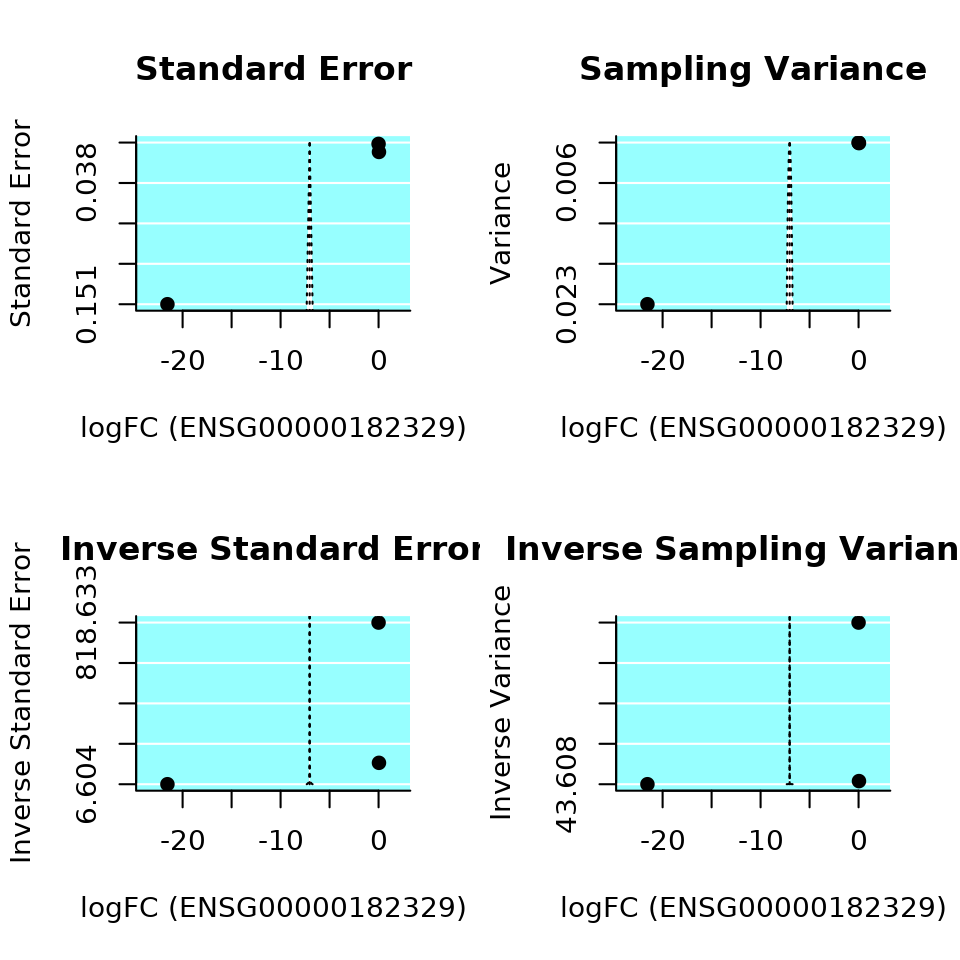 Standard Error
Standard Error
0.038
0.151
-20 -10 0
logFC (ENSG00000182329)
Sampling Variance
Variance
0.006
0.023
-20 -10 0
logFC (ENSG00000182329)
Inverse Standard Error
Inverse Standard Error
818.633
6.604
-20 -10 0
logFC (ENSG00000182329)
Inverse Sampling Varian
Inverse Variance
43.608
-20 -10 0
logFC (ENSG00000182329)